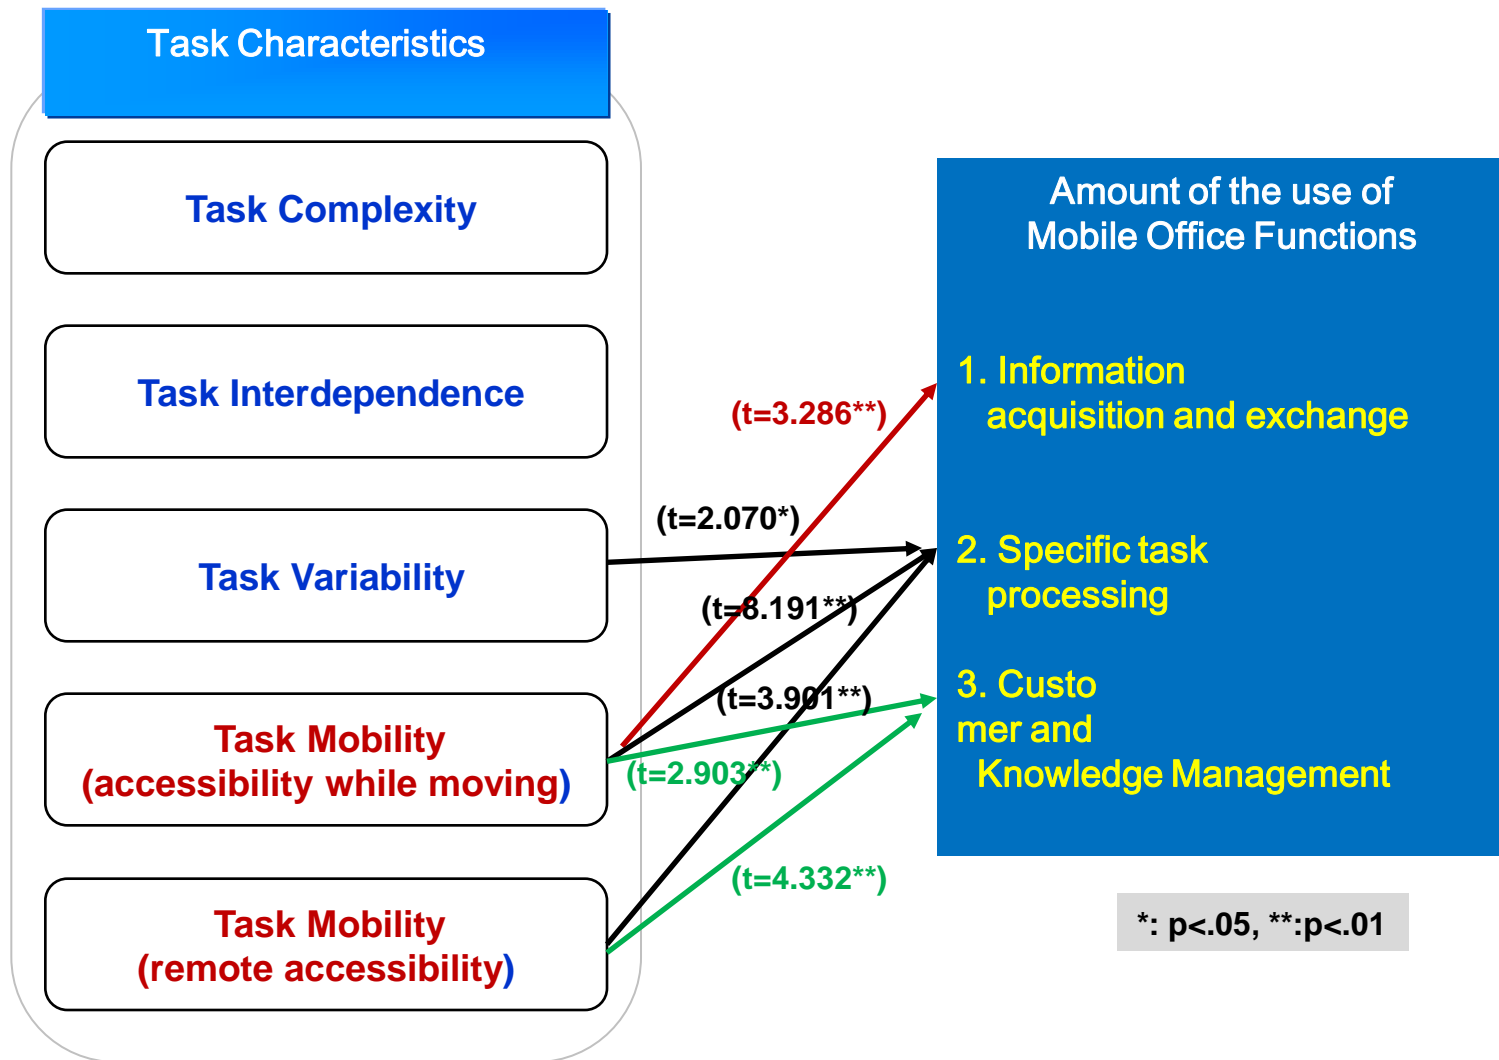 Task Characteristics
Task Complexity
Task Interdependence
Task Variability
Task Mobility
(accessibility while moving)
Task Mobility
(remote accessibility)
(t=3.286**)
(t=2.070*)
(t=8.191**)
(t=3.901**)
(t=2.903**)
(t=4.332**)
Amount of the use of
Mobile Office Functions
1. Information
acquisition and exchange
2. Specific task
processing
3. Custo
mer and
Knowledge Management
*: p<.05, **:p<.01